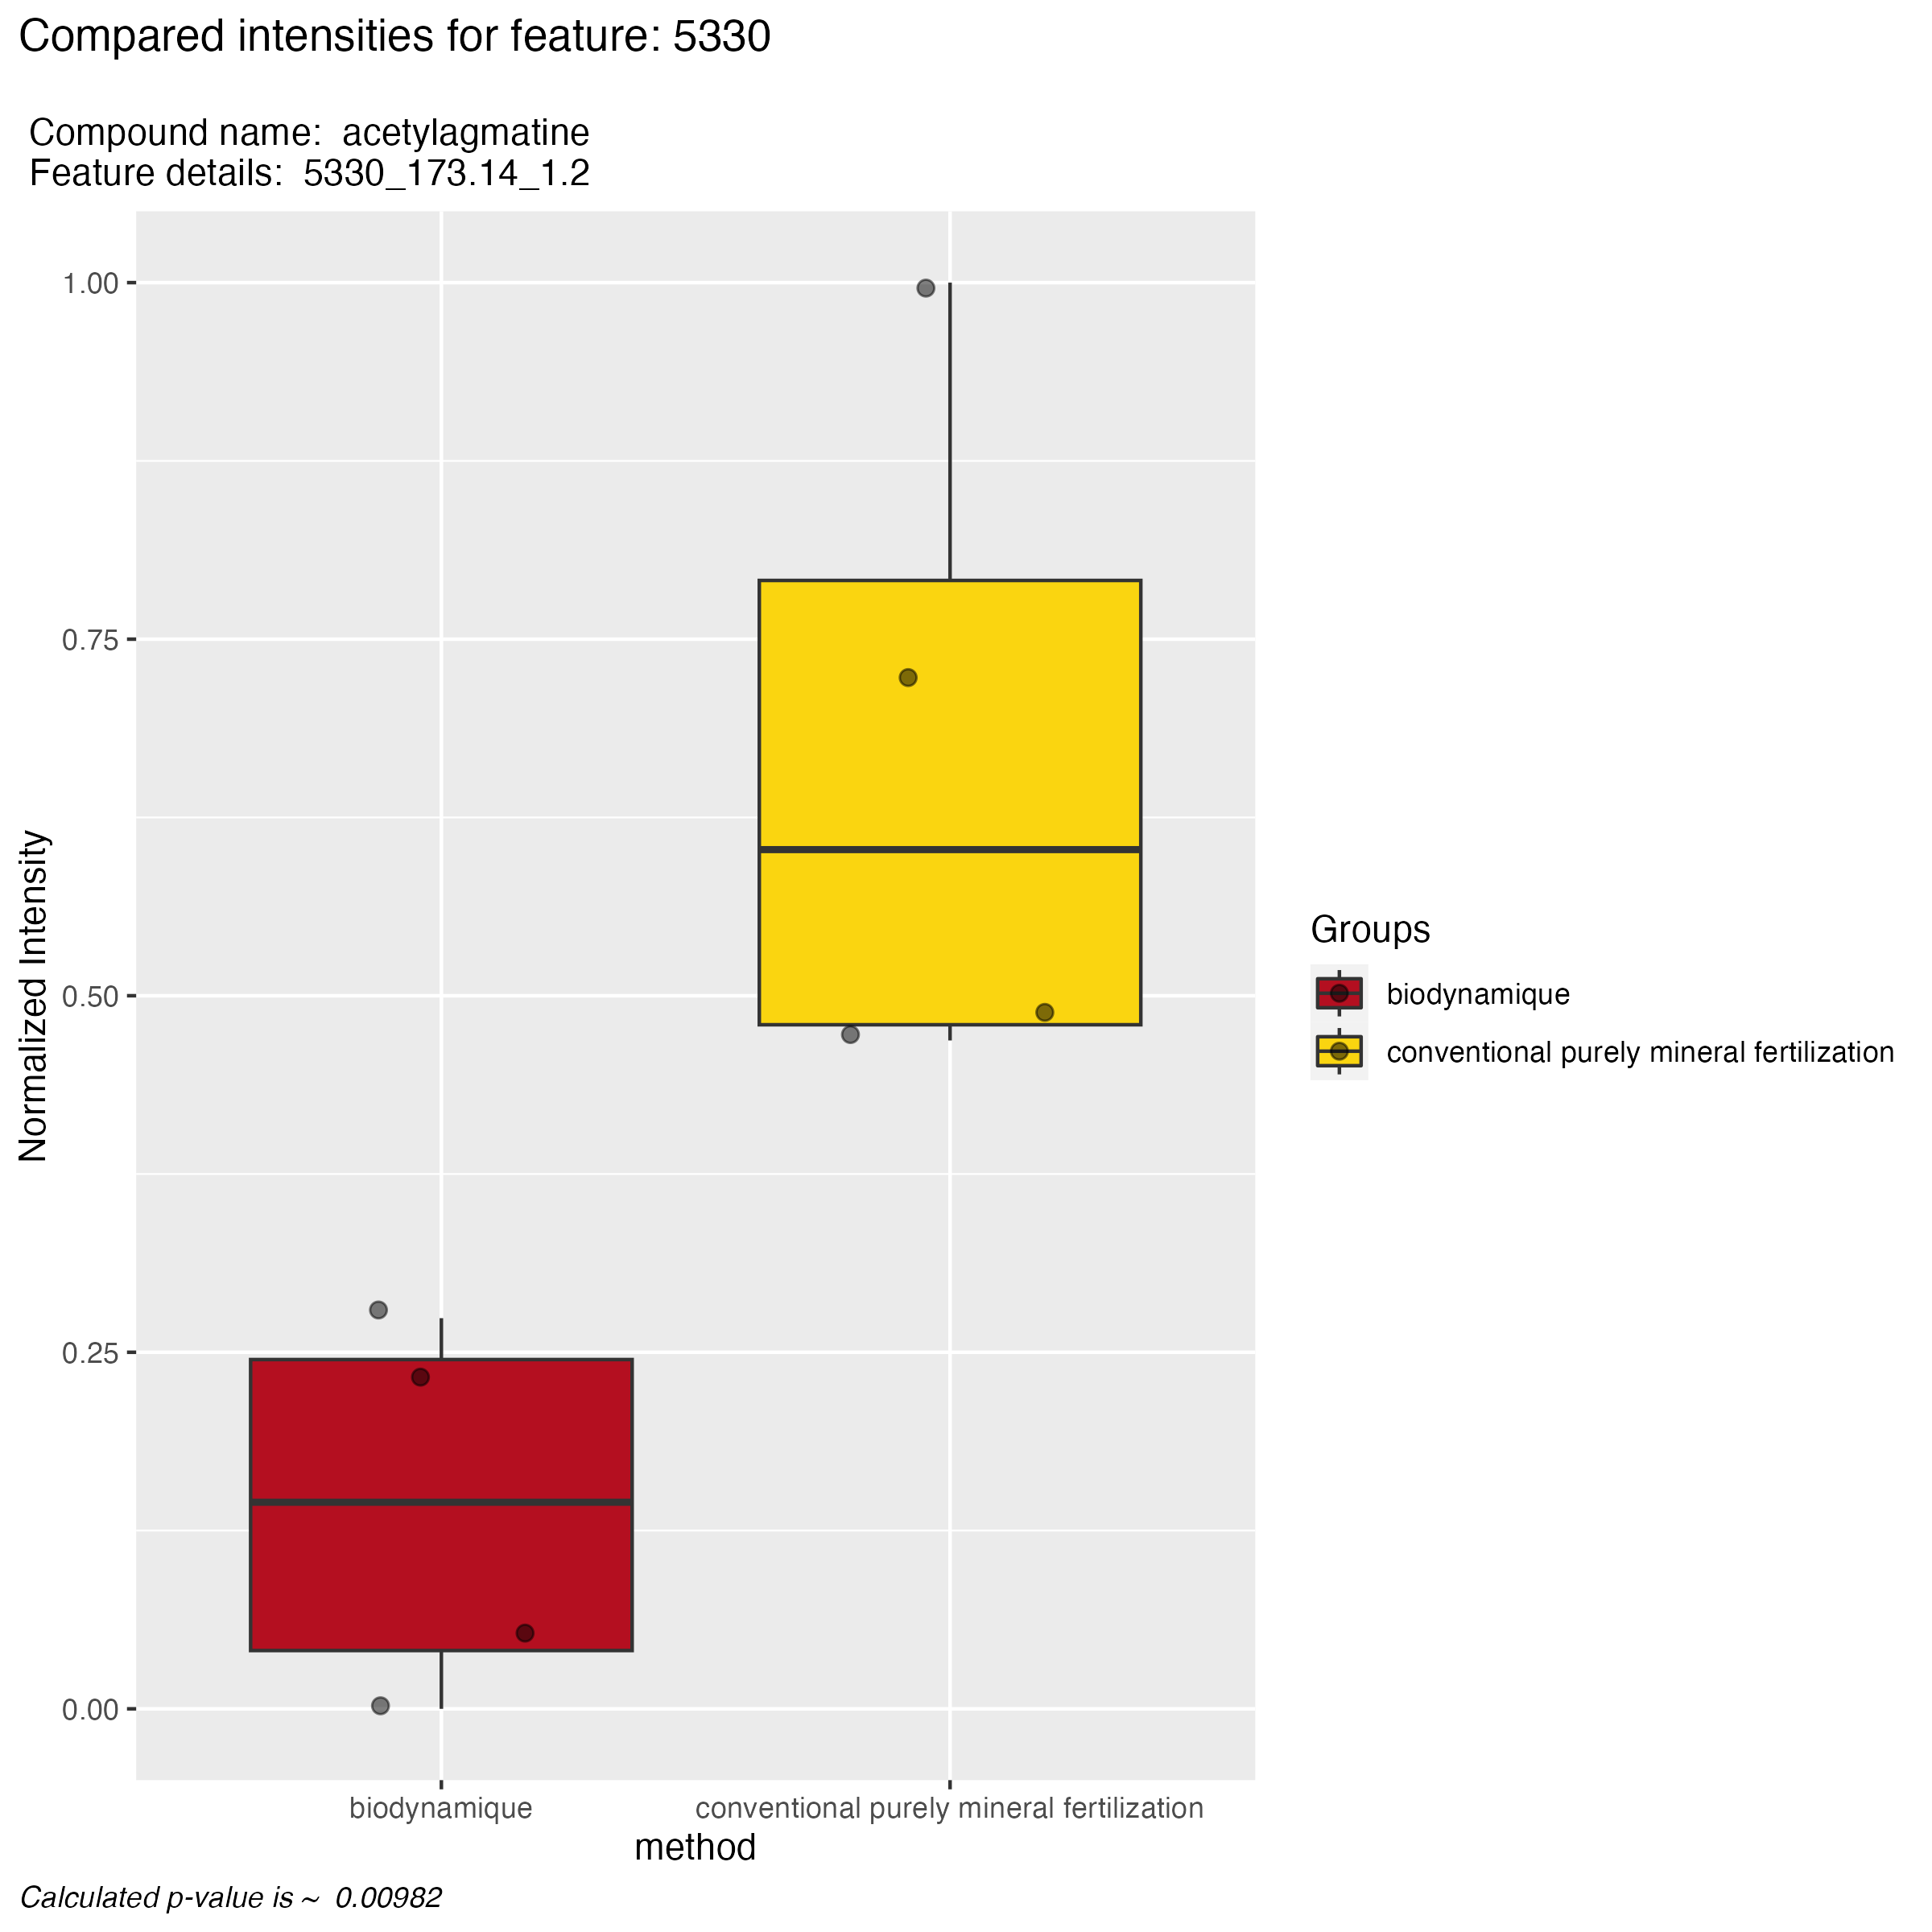 Compared intensities for feature: 5330
Compound name:  acetylagmatine
Feature details:  5330_173.14_1.2
1.00
0.75
0.50
0.25
0.00
Normalized Intensity
biodynamique
conventional purely mineral fertilization
method
Groups
biodynamique
conventional purely mineral fertilization
Calculated p-value is ~  0.00982